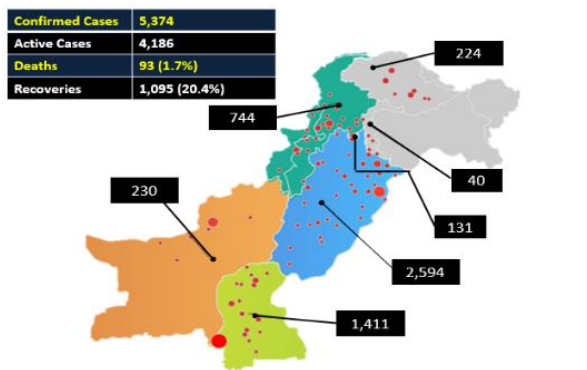 Confirmed Cases 5,374
Active Cases 4,186
Deaths 93 (1.7%)
Recoveries 1,095 (20.4%)
224
744
40
230
131
2,594
1,411